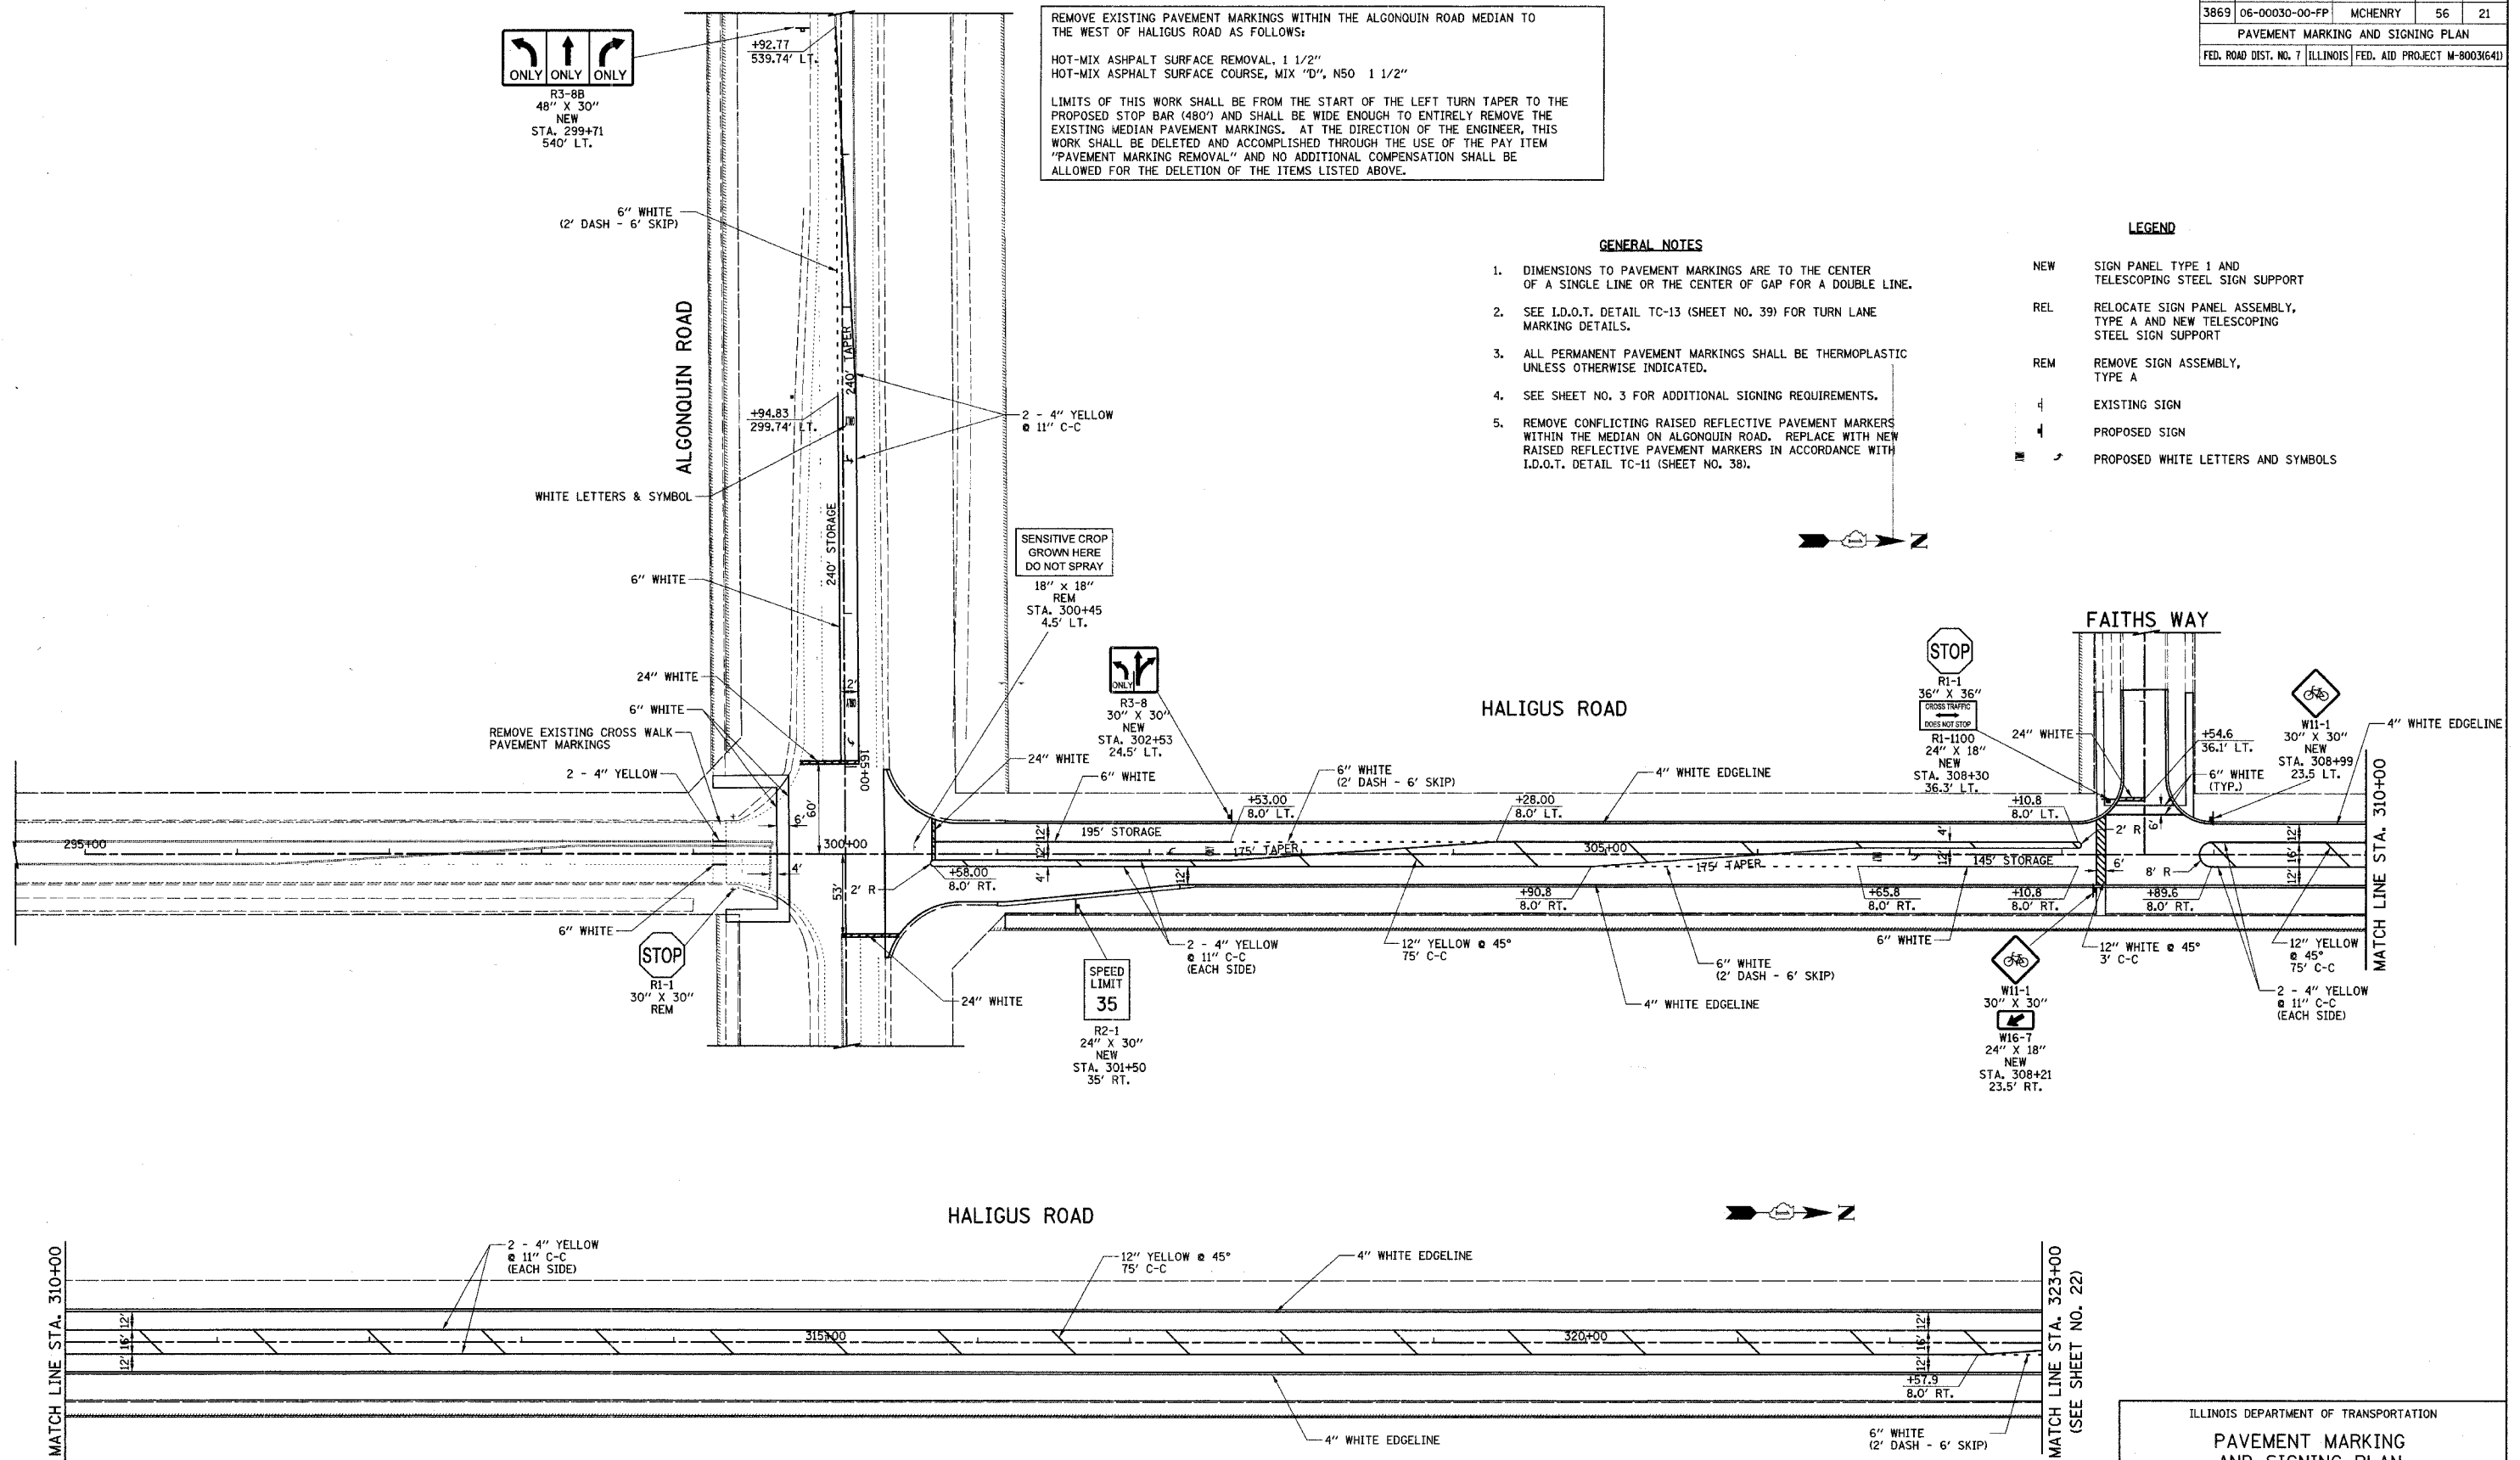 3869 06-00030-00-FP MCHENRY 56 21
PAVEMENT MARKING AND SIGNING PLAN
FED. ROAD DIST. NO. 7 ILLINOIS FED. AID PROJECT M-8003(641)
REMOVE EXISTING PAVEMENT MARKINGS WITHIN THE ALGONQUIN ROAD MEDIAN TO
THE WEST OF HALIGUS ROAD AS FOLLOWS:
HOT-MIX ASHPALT SURFACE REMOVAL, 1 1/2"
HOT-MIX ASPHALT SURFACE COURSE, MIX "D", N50 1 1/2"
LIMITS OF THIS WORK SHALL BE FROM THE START OF THE LEFT TURN TAPER TO THE
PROPOSED STOP BAR (480') AND SHALL BE WIDE ENOUGH TO ENTIRELY REMOVE THE
EXISTING MEDIAN PAVEMENT MARKINGS. AT THE DIRECTION OF THE ENGINEER, THIS
WORK SHALL BE DELETED AND ACCOMPLISHED THROUGH THE USE OF THE PAY ITEM
"PAVEMENT MARKING REMOVAL" AND NO ADDITIONAL COMPENSATION SHALL BE
ALLOWED FOR THE DELETION OF THE ITEMS LISTED ABOVE.
ONLY ONLY ONLY
R3-8B
48" X 30"
NEW
STA. 299+71
540' LT.
+92.77
539.74' LT.
6" WHITE
(2' DASH - 6' SKIP)
ALGONQUIN ROAD
240' TAPER
+94.83
299.74' LT.
2 - 4" YELLOW
@ 11" C-C
WHITE LETTERS & SYMBOL
240' STORAGE
6" WHITE
GENERAL NOTES
1. DIMENSIONS TO PAVEMENT MARKINGS ARE TO THE CENTER
OF A SINGLE LINE OR THE CENTER OF GAP FOR A DOUBLE LINE.
2. SEE I.D.O.T. DETAIL TC-13 (SHEET NO. 39) FOR TURN LANE
MARKING DETAILS.
3. ALL PERMANENT PAVEMENT MARKINGS SHALL BE THERMOPLASTIC
UNLESS OTHERWISE INDICATED.
4. SEE SHEET NO. 3 FOR ADDITIONAL SIGNING REQUIREMENTS.
5. REMOVE CONFLICTING RAISED REFLECTIVE PAVEMENT MARKERS
WITHIN THE MEDIAN ON ALGONQUIN ROAD. REPLACE WITH NEW
RAISED REFLECTIVE PAVEMENT MARKERS IN ACCORDANCE WITH
I.D.O.T. DETAIL TC-11 (SHEET NO. 38).
LEGEND
NEW SIGN PANEL TYPE 1 AND
TELESCOPING STEEL SIGN SUPPORT
REL RELOCATE SIGN PANEL ASSEMBLY,
TYPE A AND NEW TELESCOPING
STEEL SIGN SUPPORT
REM REMOVE SIGN ASSEMBLY,
TYPE A
EXISTING SIGN
PROPOSED SIGN
PROPOSED WHITE LETTERS AND SYMBOLS
N
SENSITIVE CROP
GROWN HERE
DO NOT SPRAY
18" x 18"
REM
STA. 300+45
4.5' LT.
24" WHITE
2'
6" WHITE
REMOVE EXISTING CROSS WALK
PAVEMENT MARKINGS
2 - 4" YELLOW
165+00
60'
6'
4'
295+00
300+00
53'
2' R
6" WHITE
STOP
R1-1
30" X 30"
REM
ONLY
R3-8
30" X 30"
NEW
STA. 302+53
24.5' LT.
24" WHITE
6" WHITE
6" WHITE
(2' DASH - 6' SKIP)
HALIGUS ROAD
4" WHITE EDGELINE
+53.00
8.0' LT.
+28.00
8.0' LT.
12'
12'
195' STORAGE
175' TAPER
4'
12'
+58.00
8.0' RT.
305+00
175' TAPER
145' STORAGE
+90.8
8.0' RT.
+65.8
8.0' RT.
+10.8
8.0' RT.
+10.8
8.0' LT.
4'
12'
24" WHITE
SPEED
LIMIT
35
R2-1
24" X 30"
NEW
STA. 301+50
35' RT.
2 - 4" YELLOW
@ 11" C-C
(EACH SIDE)
12" YELLOW @ 45°
75' C-C
6" WHITE
(2' DASH - 6' SKIP)
4" WHITE EDGELINE
6" WHITE
FAITHS WAY
STOP
R1-1
36" X 36"
CROSS TRAFFIC
DOES NOT STOP
R1-1100
24" X 18"
NEW
STA. 308+30
36.3' LT.
24" WHITE
+54.6
36.1' LT.
6" WHITE
(TYP.)
W11-1
30" X 30"
NEW
STA. 308+99
23.5 LT.
4" WHITE EDGELINE
2' R
6'
6'
8' R
+89.6
8.0' RT.
12'
16'
12'
MATCH LINE STA. 310+00
W11-1
30" X 30"
W16-7
24" X 18"
NEW
STA. 308+21
23.5' RT.
12" WHITE @ 45°
3' C-C
12" YELLOW
@ 45°
75' C-C
2 - 4" YELLOW
@ 11" C-C
(EACH SIDE)
HALIGUS ROAD
N
MATCH LINE STA. 310+00
2 - 4" YELLOW
@ 11" C-C
(EACH SIDE)
12" YELLOW @ 45°
75' C-C
4" WHITE EDGELINE
12'
16'
12'
315+00
320+00
12'
16'
12'
+57.9
8.0' RT.
4" WHITE EDGELINE
6" WHITE
(2' DASH - 6' SKIP)
MATCH LINE STA. 323+00
(SEE SHEET NO. 22)
ILLINOIS DEPARTMENT OF TRANSPORTATION
PAVEMENT MARKING
AND SIGNING PLAN